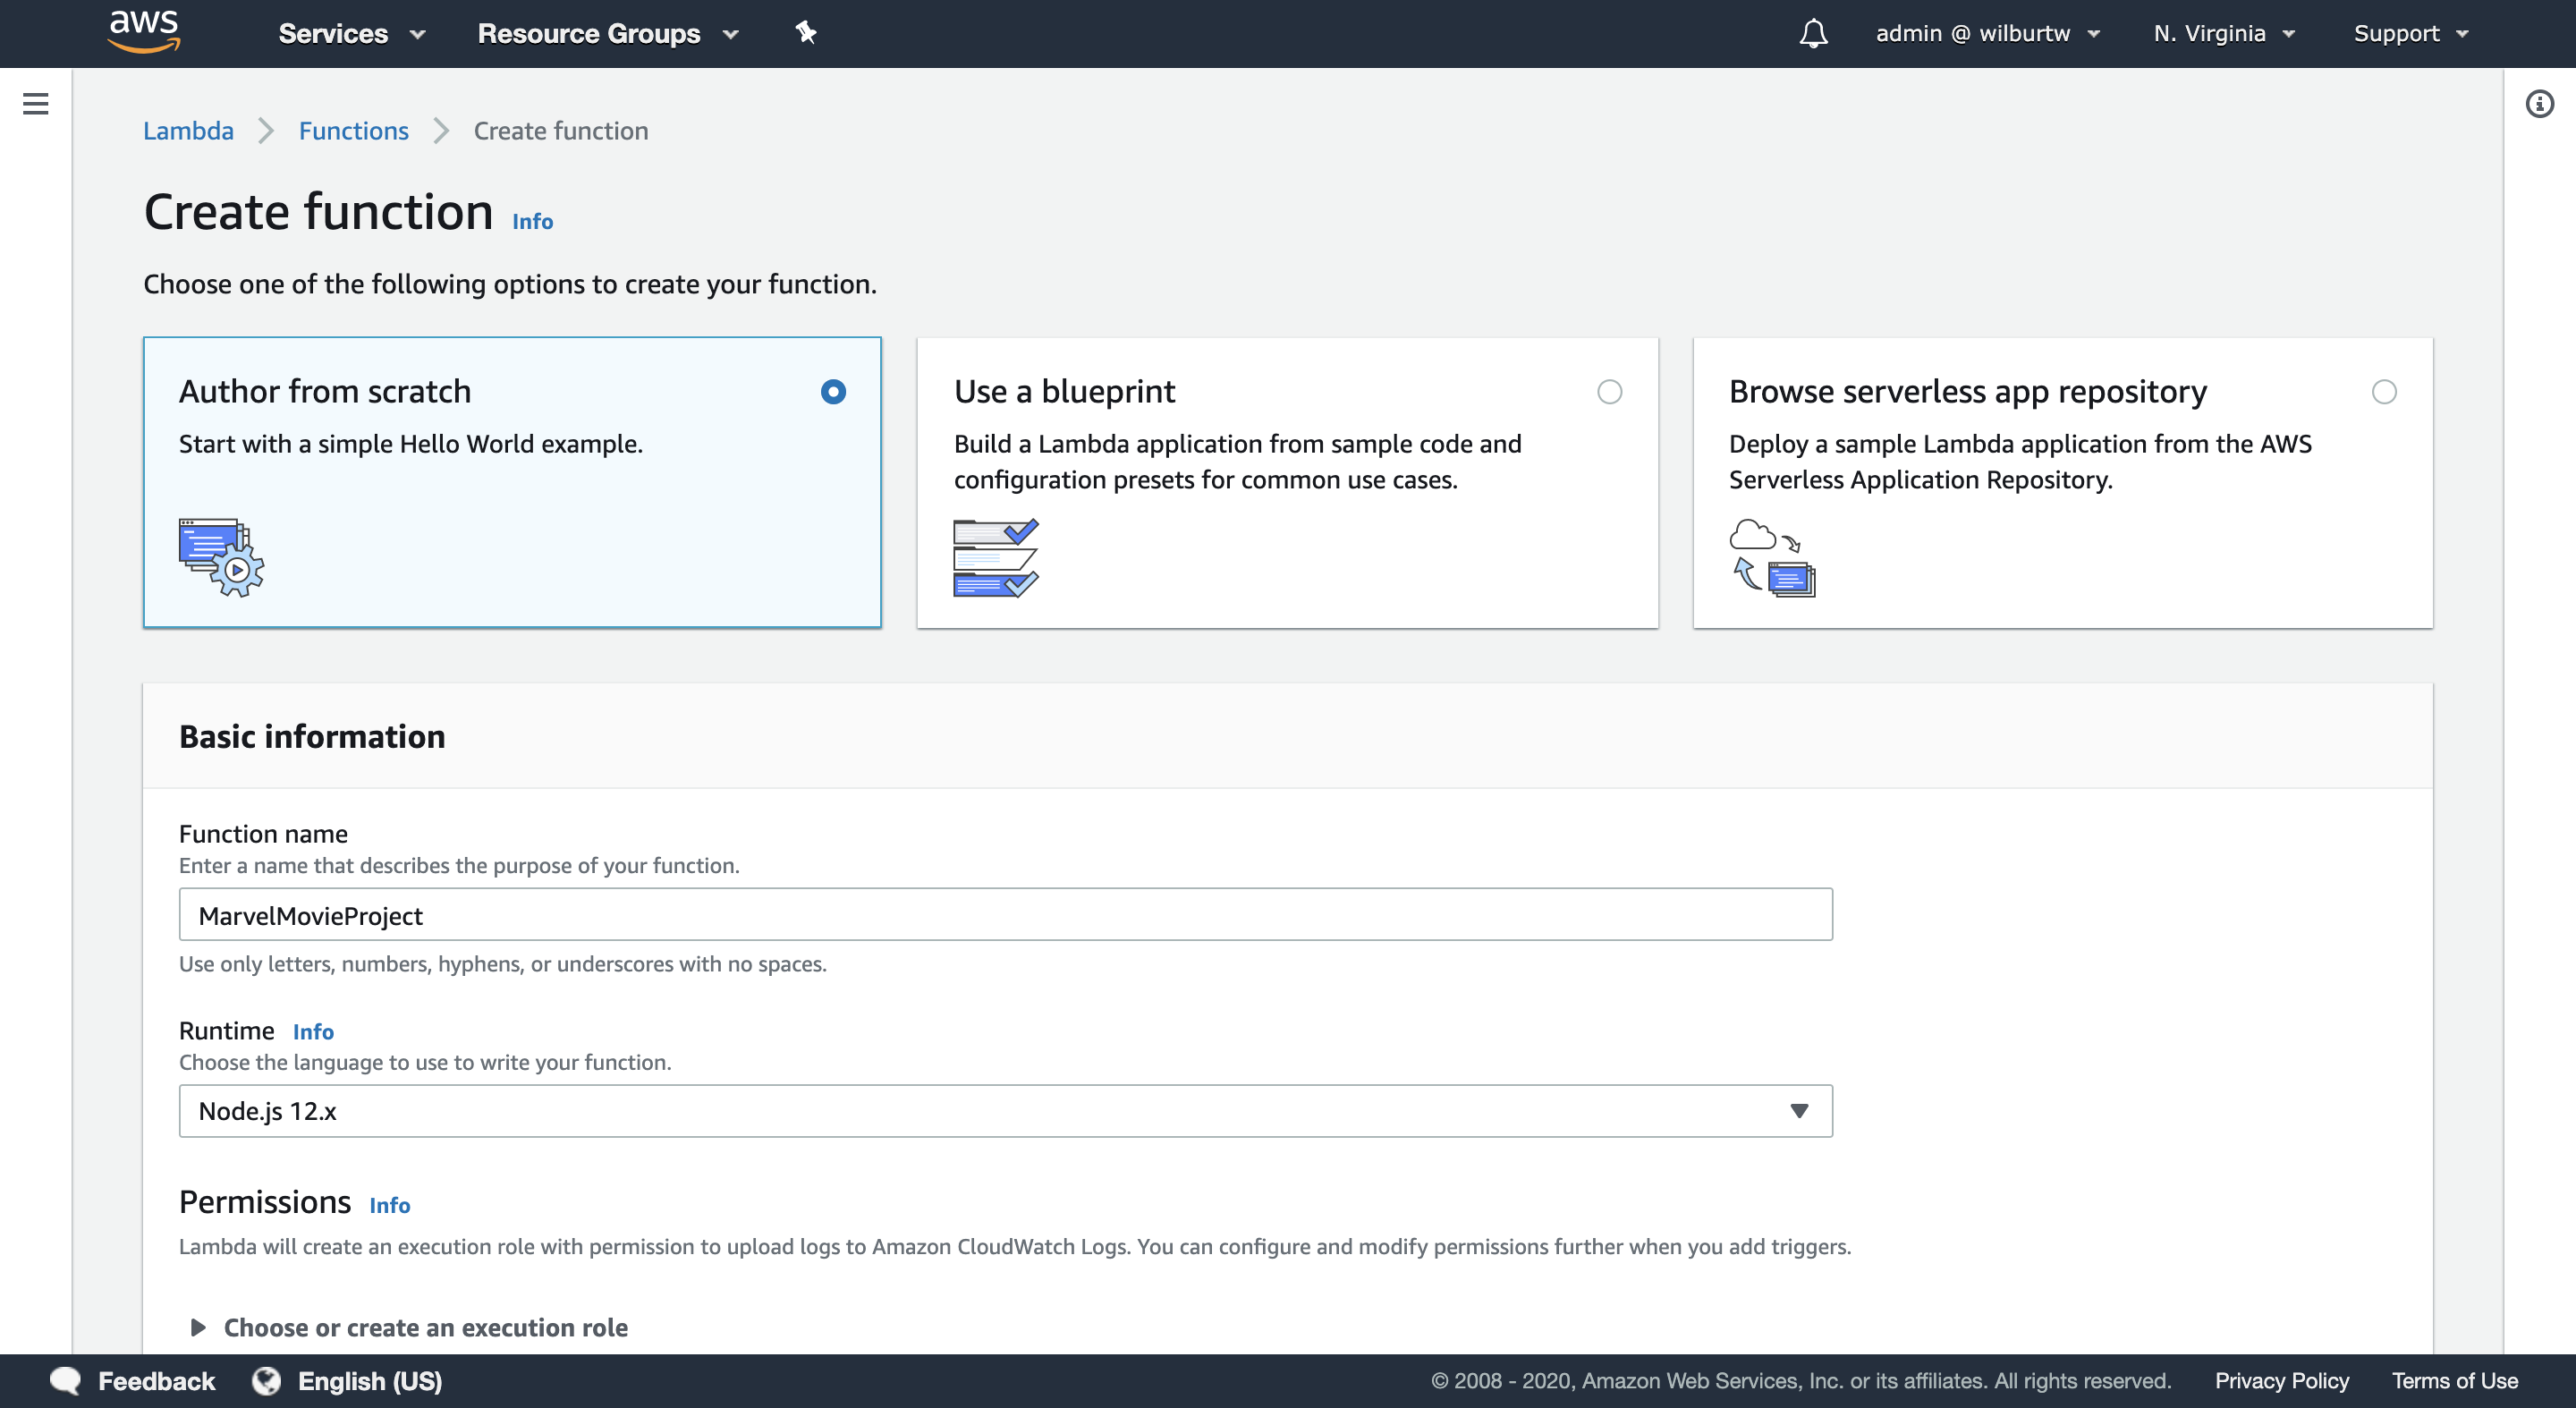 aws Services Resource Groups admin @ wilburtw N. Virginia Support
Lambda Functions Create function
Create function Info
Choose one of the following options to create your function.
Author from scratch
Start with a simple Hello World example.
Use a blueprint
Build a Lambda application from sample code and
configuration presets for common use cases.
Browse serverless app repository
Deploy a sample Lambda application from the AWS
Serverless Application Repository.
Basic information
Function name
Enter a name that describes the purpose of your function.
MarvelMovieProject
Use only letters, numbers, hyphens, or underscores with no spaces.
Runtime Info
Choose the language to use to write your function.
Node.js 12.x
Permissions Info
Lambda will create an execution role with permission to upload logs to Amazon CloudWatch Logs. You can configure and modify permissions further when you add triggers.
Choose or create an execution role
Feedback English (US) © 2008 - 2020, Amazon Web Services, Inc. or its affiliates. All rights reserved. Privacy Policy Terms of Use